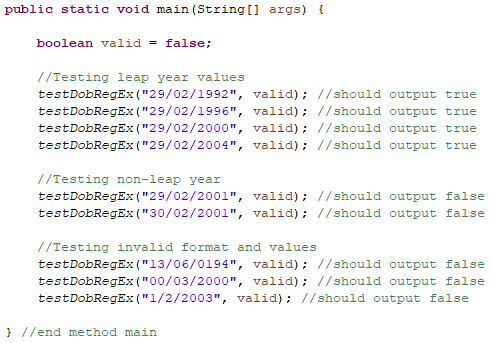 public static void main(String[] args) {
boolean valid = false;
//Testing leap year values
testDobRegEx("29/02/1992", valid); //should output true
testDobRegEx("29/02/1996", valid); //should output true
testDobRegEx("29/02/2000", valid); //should output true
testDobRegEx("29/02/2004", valid); //should output true
//Testing non-leap year
testDobRegEx("29/02/2001", valid); //should output false
testDobRegEx("30/02/2001", valid); //should output false
//Testing invalid format and values
testDobRegEx("13/06/0194", valid); //should output false
testDobRegEx("00/03/2000", valid); //should output false
testDobRegEx("1/2/2003", valid); //should output false
} //end method main